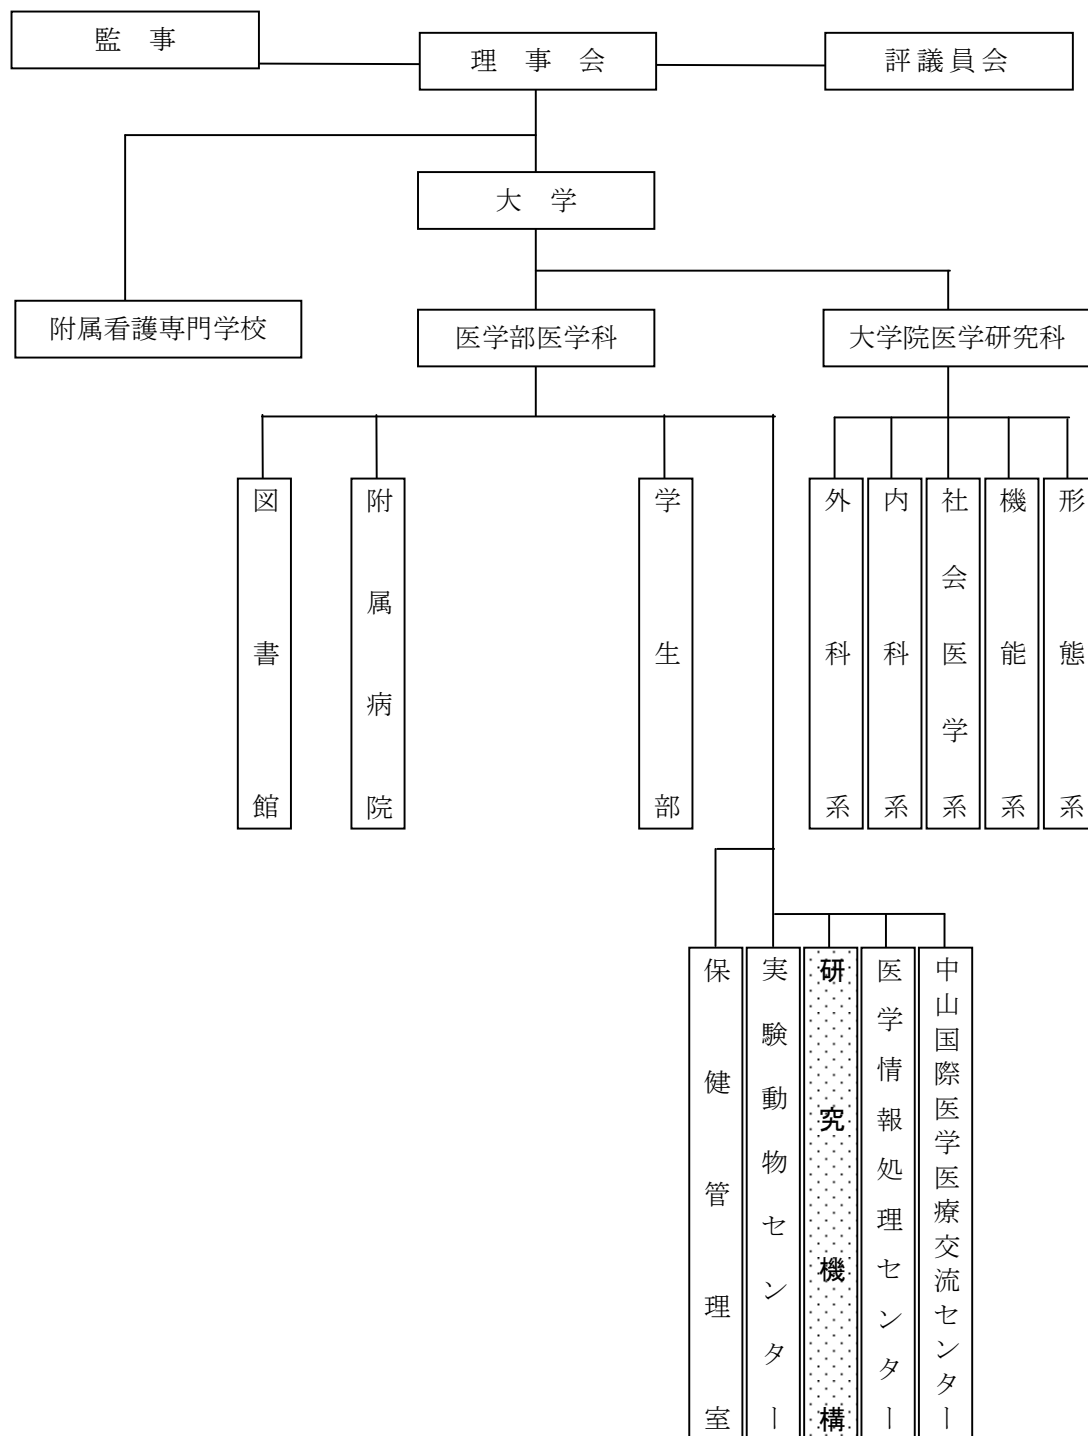 監　事
理　事　会
評議員会
大　学
附属看護専門学校
医学部医学科
大学院医学研究科
図書館
附属病院
学生部
外科系
内科系
社会医学系
機能系
形態系
保健管理室
実験動物センター
研究機構
医学情報処理センター
中山国際医学医療交流センター